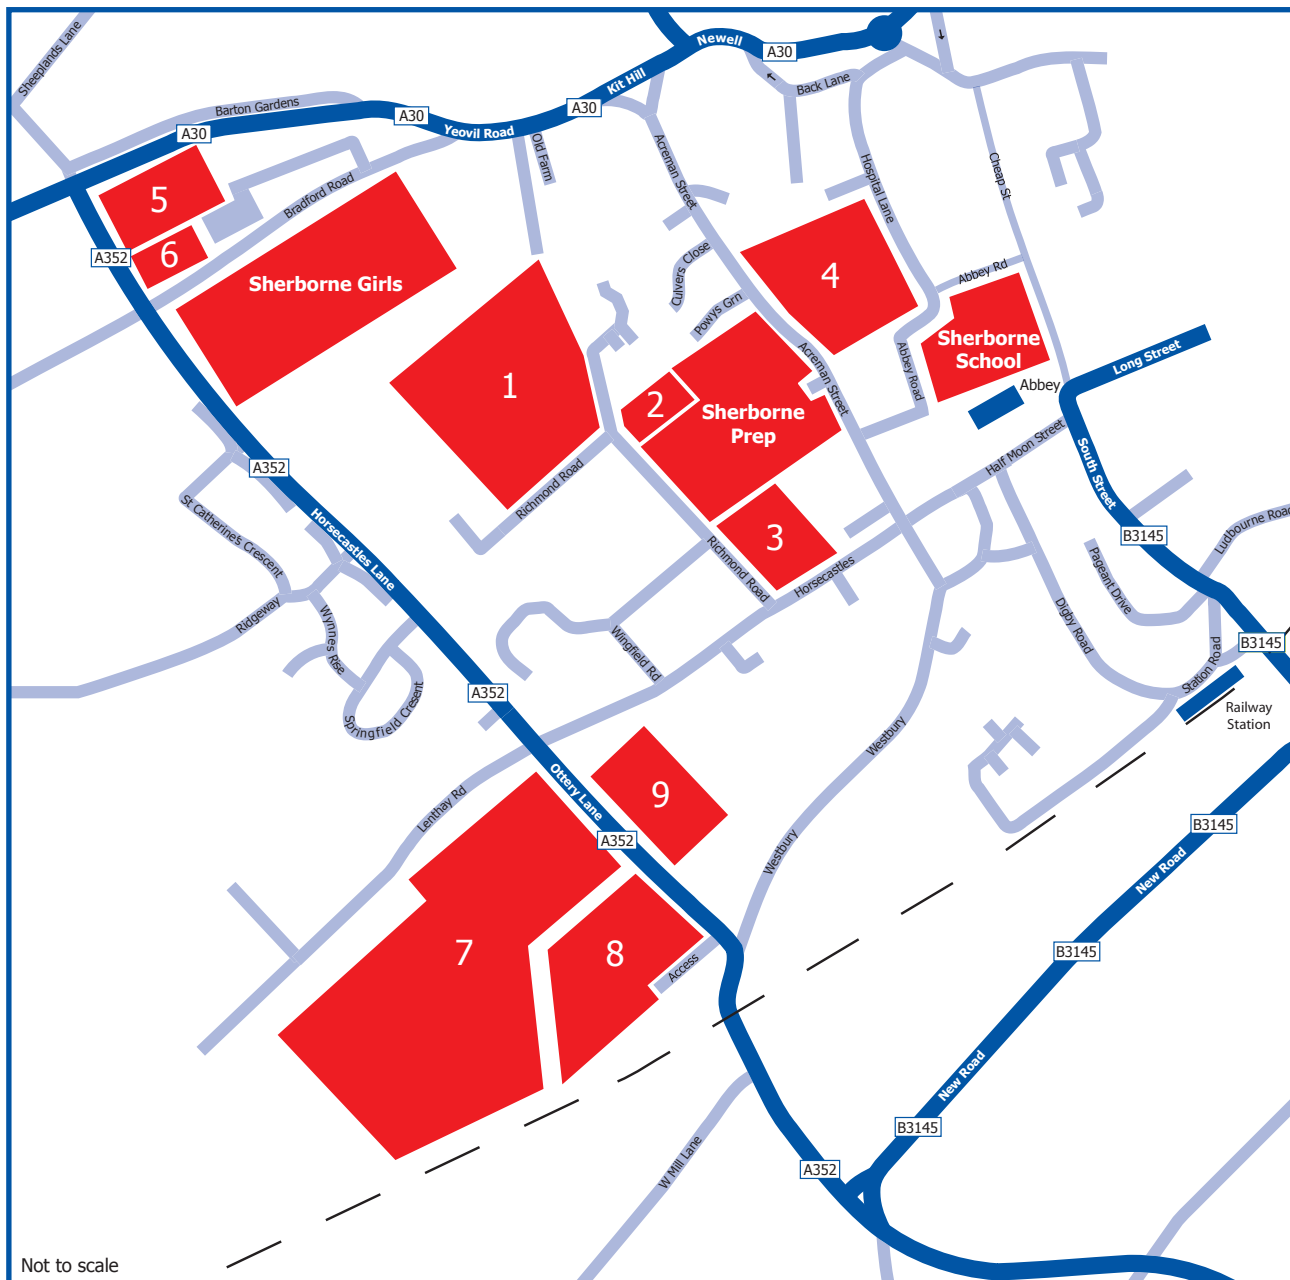 Sheeplands Lane
Barton Gardens
A30
A30
Yeovil Road
A30
Kit Hill
Newell
A30
Back Lane
Old Farm
Acreman Street
Hospital Lane
Cheap St
5
6
A352
Bradford Road
Sherborne Girls
Culvers Close
Powys Grn
4
Abbey Rd
Sherborne
School
Abbey Road
Acreman Street
Abbey
Long Street
1
2
Sherborne
Prep
3
Half Moon Street
South Street
B3145
Ludbourne Road
A352
Richmond Road
Richmond Road
Horsecastles
St Catherine's Crescent
Horsecastles Lane
Ridgeway
Wynnes Rise
Springfield Cresent
Wingfield Rd
Pageant Drive
Digby Road
Station Road
B3145
Railway
Station
A352
Westbury
Lenthay Rd
Ottery Lane
9
A352
Westbury
B3145
New Road
7
8
Access
B3145
New Road
B3145
W Mill Lane
A352
Not to scale